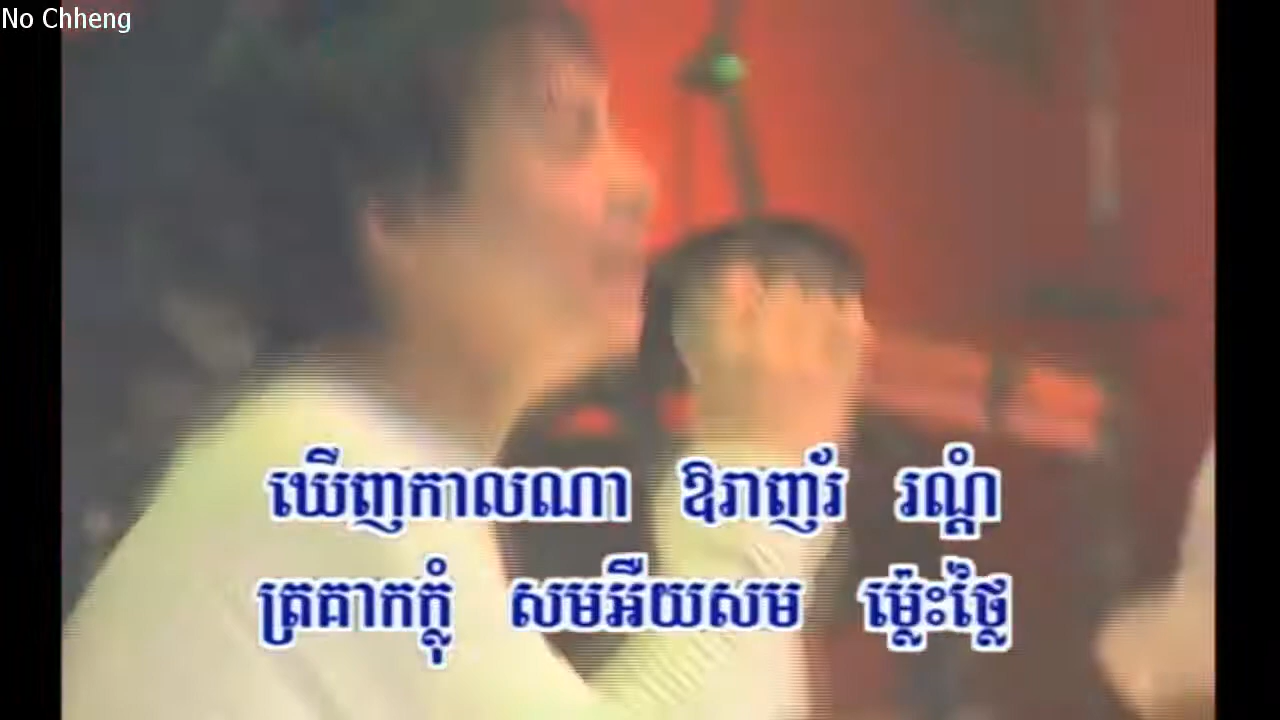 No Chheng
ឃើញកាលណា ឱរាញ័រ រណ្ដំ
ត្រគាកក្លុំ សមអឺយសម ម្ល៉េះថ្លៃ